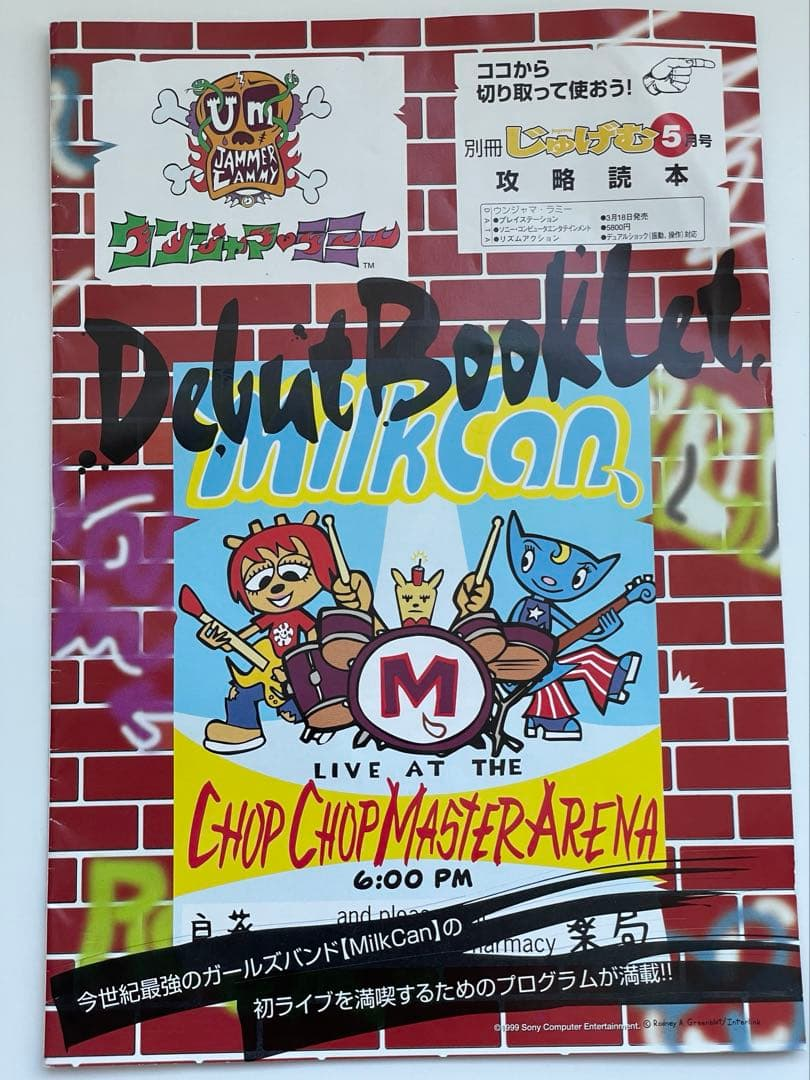 Um
JAMMER
LAMMY
ウンジャマ・ラミー
TM
ココから
切り取って使おう!
別冊 じゅげむ 5月号
攻略読本
DATA
ウンジャマ・ラミー
●プレイステーション
●ソニー・コンピュータエンタテインメント
●リズムアクション
●3月18日発売
●5800円
●デュアルショック(振動、操作)対応
Debut Booklet
MilkCan
M
LIVE AT THE
CHOP CHOP MASTER ARENA
6:00 PM
and
薬局
今世紀最強のガールズバンド【MilkCan】の
初ライブを満喫するためのプログラムが満載!!
©1999 Sony Computer Entertainment. © Rodney A. Greenblat/Interlink